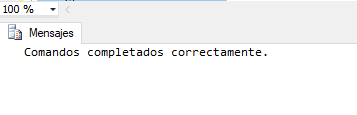 100 %
Mensajes
Comandos completados correctamente.